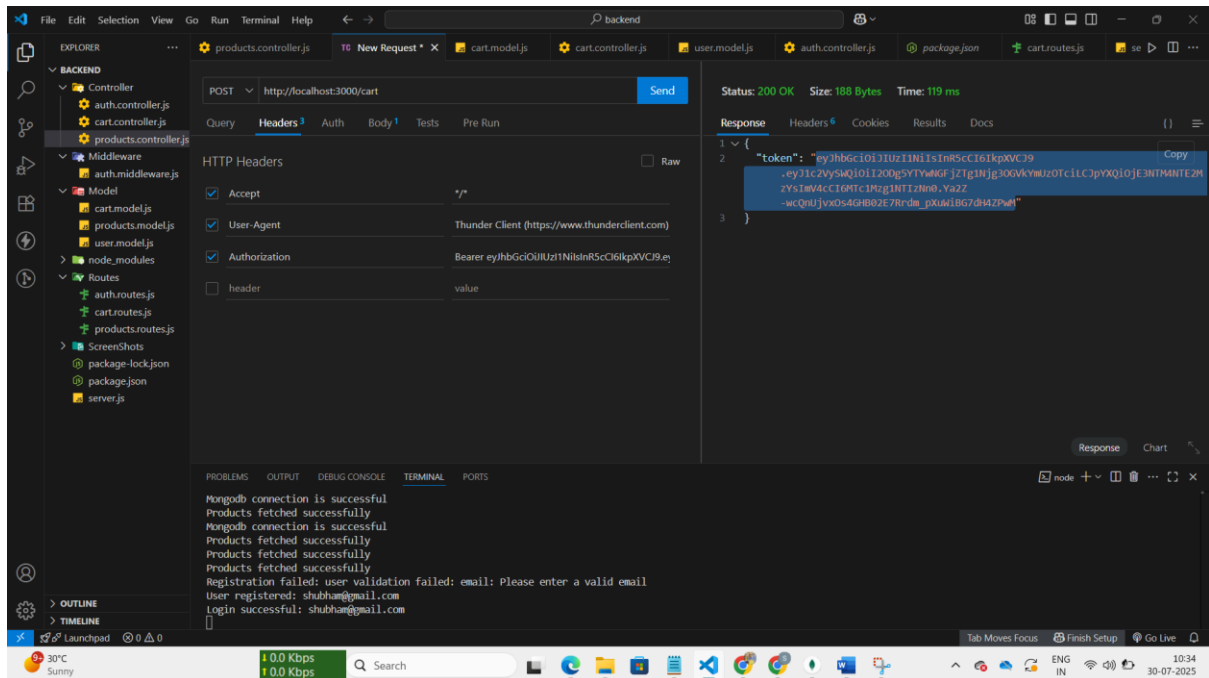 File Edit Selection View Go Run Terminal Help
backend
EXPLORER
products.controller.js
TC New Request *
cart.model.js
cart.controller.js
user.model.js
auth.controller.js
package.json
cart.routes.js
se
BACKEND
Controller
auth.controller.js
cart.controller.js
products.controller.js
Middleware
auth.middleware.js
Model
cart.model.js
products.model.js
user.model.js
node_modules
Routes
auth.routes.js
cart.routes.js
products.routes.js
ScreenShots
package-lock.json
package.json
server.js
OUTLINE
TIMELINE
POST http://localhost:3000/cart Send
Query Headers 3 Auth Body 1 Tests Pre Run
HTTP Headers Raw
Accept */*
User-Agent Thunder Client (https://www.thunderclient.com)
Authorization
header value
Status: 200 OK Size: 188 Bytes Time: 119 ms
Response Headers 6 Cookies Results Docs {}
Copy
1 {
2 "token":
3 }
Response Chart
PROBLEMS OUTPUT DEBUG CONSOLE TERMINAL PORTS
node
Mongodb connection is successful
Products fetched successfully
Mongodb connection is successful
Products fetched successfully
Products fetched successfully
Products fetched successfully
Registration failed: user validation failed: email: Please enter a valid email
User registered: shubham@gmail.com
Login successful: shubham@gmail.com
Launchpad 0 0
Tab Moves Focus Finish Setup Go Live
9+
30°C
Sunny
0.0 Kbps
0.0 Kbps
Search
ENG
IN
10:34
30-07-2025